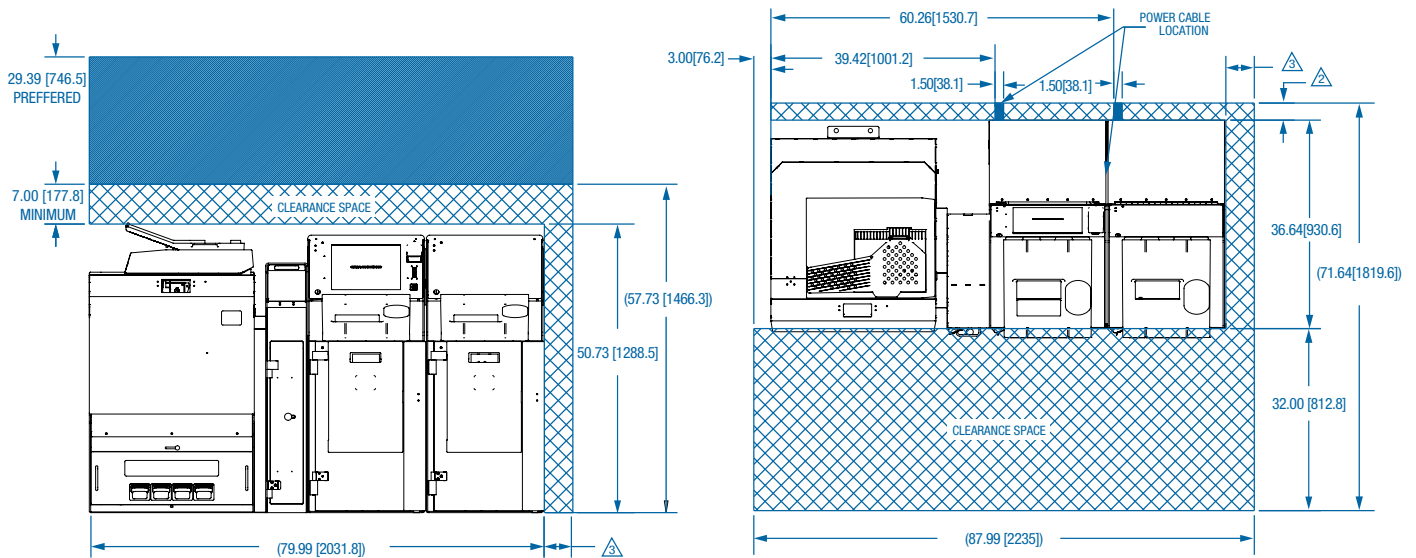 29.39 [746.5]
PREFFERED
7.00 [177.8]
MINIMUM
CLEARANCE SPACE
(57.73 [1466.3])
50.73 [1288.5]
(79.99 [2031.8])
3
60.26[1530.7]
POWER CABLE
LOCATION
3.00[76.2]
39.42[1001.2]
1.50[38.1]
1.50[38.1]
3
2
36.64[930.6]
(71.64[1819.6])
32.00 [812.8]
CLEARANCE SPACE
(87.99 [2235])